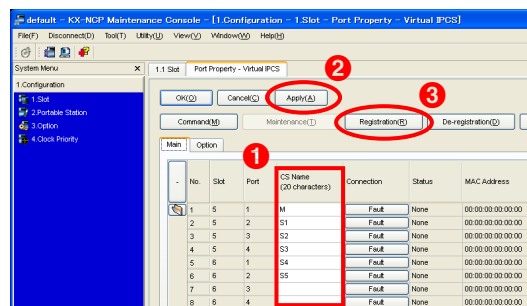 default - KX-NCP Maintenance Console - [1.Configuration - 1.Slot - Port Property - Virtual IPCS]
File(F) Disconnect(D) Tool(T) Utility(U) View(V) Window(W) Help(H)
System Menu x 1.1 Slot Port Property - Virtual IPCS
1.Configuration
1.Slot
2.Portable Station
3.Option
4.Clock Priority
2
OK(O) Cancel(C) Apply(A)
3
Command(M) Maintenance(T) Registration(R) De-registration(D)
Main Option
1
- No. Slot Port CS Name (20 characters) Connection Status MAC Address
1 5 1 M Fault None 00:00:00:00:00:00
2 5 2 S1 Fault None 00:00:00:00:00:00
3 5 3 S2 Fault None 00:00:00:00:00:00
4 5 4 S3 Fault None 00:00:00:00:00:00
5 6 1 S4 Fault None 00:00:00:00:00:00
6 6 2 S5 Fault None 00:00:00:00:00:00
7 6 3 Fault None 00:00:00:00:00:00
8 6 4 Fault None 00:00:00:00:00:00